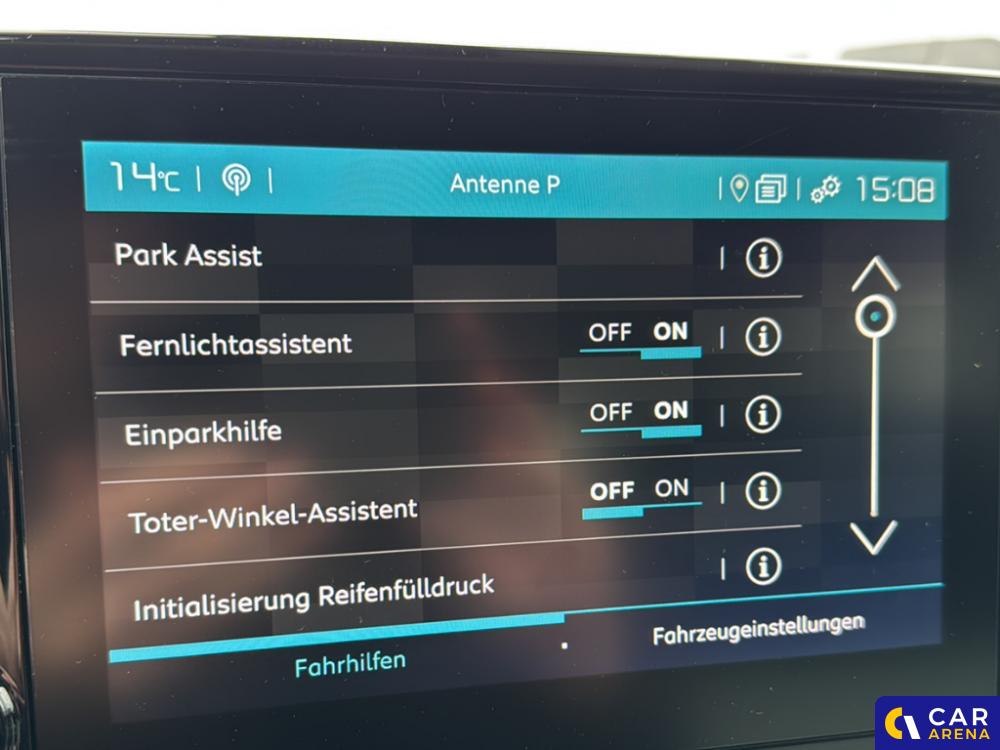 14°C
Antenne P
15:08
Park Assist
Fernlichtassistent OFF ON
Einparkhilfe OFF ON
Toter-Winkel-Assistent OFF ON
Initialisierung Reifenfülldruck
Fahrhilfen
Fahrzeugeinstellungen
CAR
ARENA